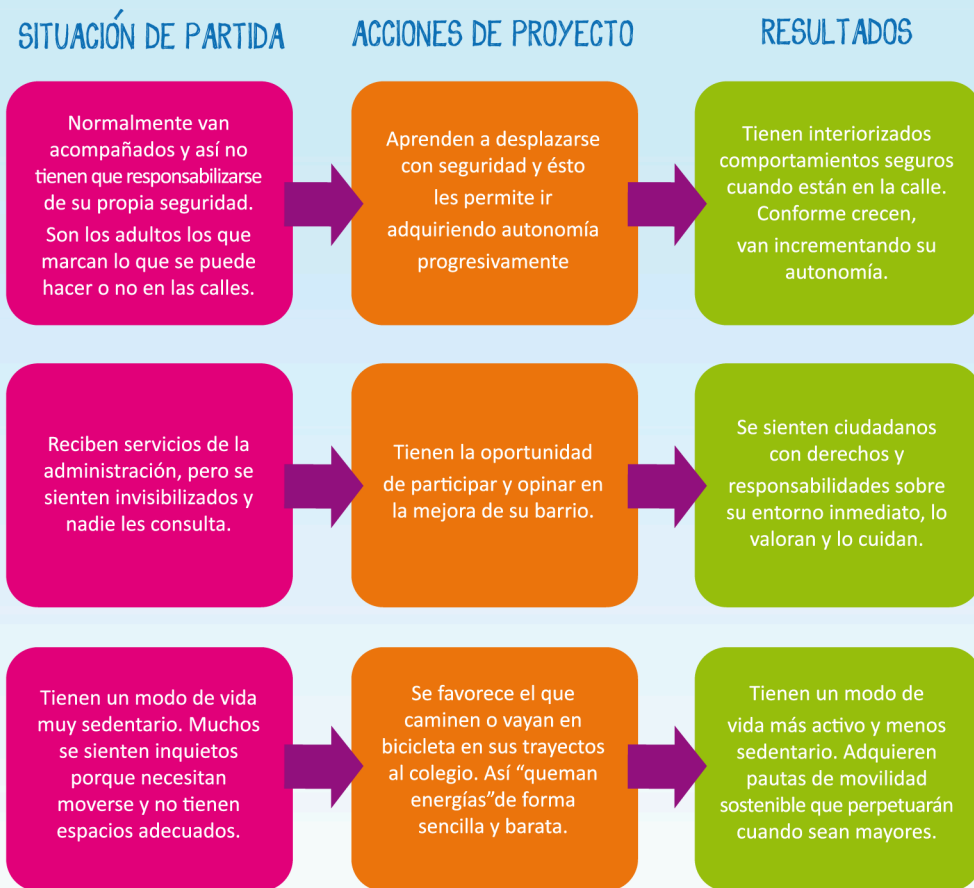 SITUACIÓN DE PARTIDA
ACCIONES DE PROYECTO
RESULTADOS
Normalmente van
acompañados y así no
tienen que responsabilizarse
de su propia seguridad.
Son los adultos los que
marcan lo que se puede
hacer o no en las calles.
Aprenden a desplazarse
con seguridad y ésto
les permite ir
adquiriendo autonomía
progresivamente
Tienen interiorizados
comportamientos seguros
cuando están en la calle.
Conforme crecen,
van incrementando su
autonomía.
Reciben servicios de la
administración, pero se
sienten invisibilizados y
nadie les consulta.
Tienen la oportunidad
de participar y opinar en
la mejora de su barrio.
Se sienten ciudadanos
con derechos y
responsabilidades sobre
su entorno inmediato, lo
valoran y lo cuidan.
Tienen un modo de vida
muy sedentario. Muchos
se sienten inquietos
porque necesitan
moverse y no tienen
espacios adecuados.
Se favorece el que
caminen o vayan en
bicicleta en sus trayectos
al colegio. Así “queman
energías”de forma
sencilla y barata.
Tienen un modo de
vida más activo y menos
sedentario. Adquieren
pautas de movilidad
sostenible que perpetuarán
cuando sean mayores.